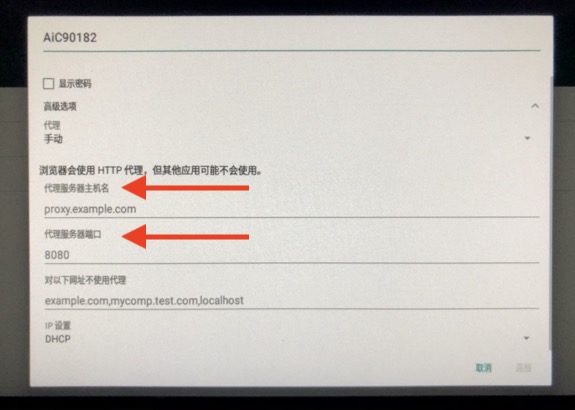 AiC90182
显示密码
高级选项
代理
手动
浏览器会使用 HTTP 代理，但其他应用可能不会使用。
代理服务器主机名
proxy.example.com
代理服务器端口
8080
对以下网址不使用代理
example.com,mycomp.test.com,localhost
IP 设置
DHCP
取消